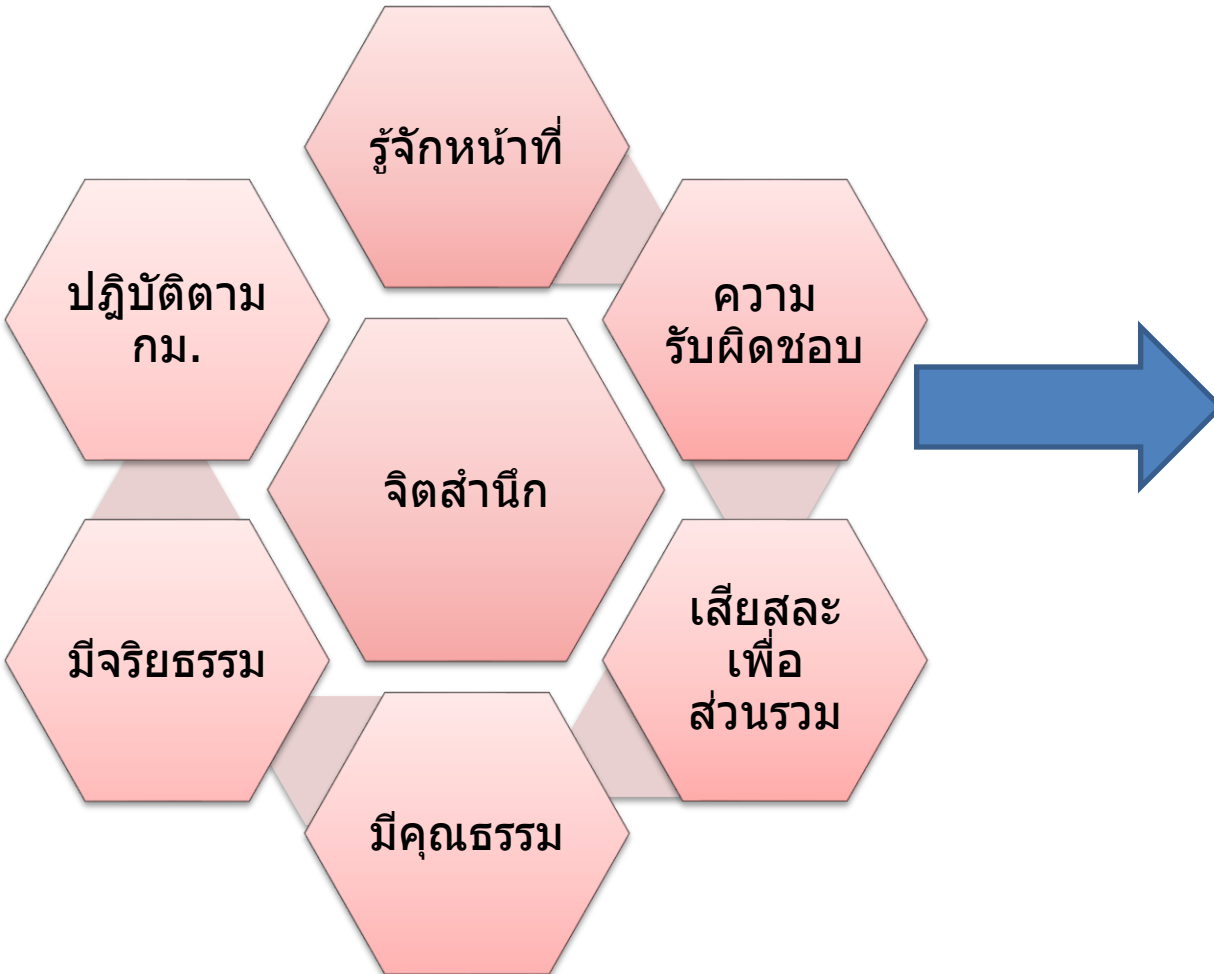 รู้จักหน้าที่
ความ
รับผิดชอบ
เสียสละ
เพื่อ
ส่วนรวม
มีคุณธรรม
มีจริยธรรม
ปฎิบัติตาม
กม.
จิตสำนึก